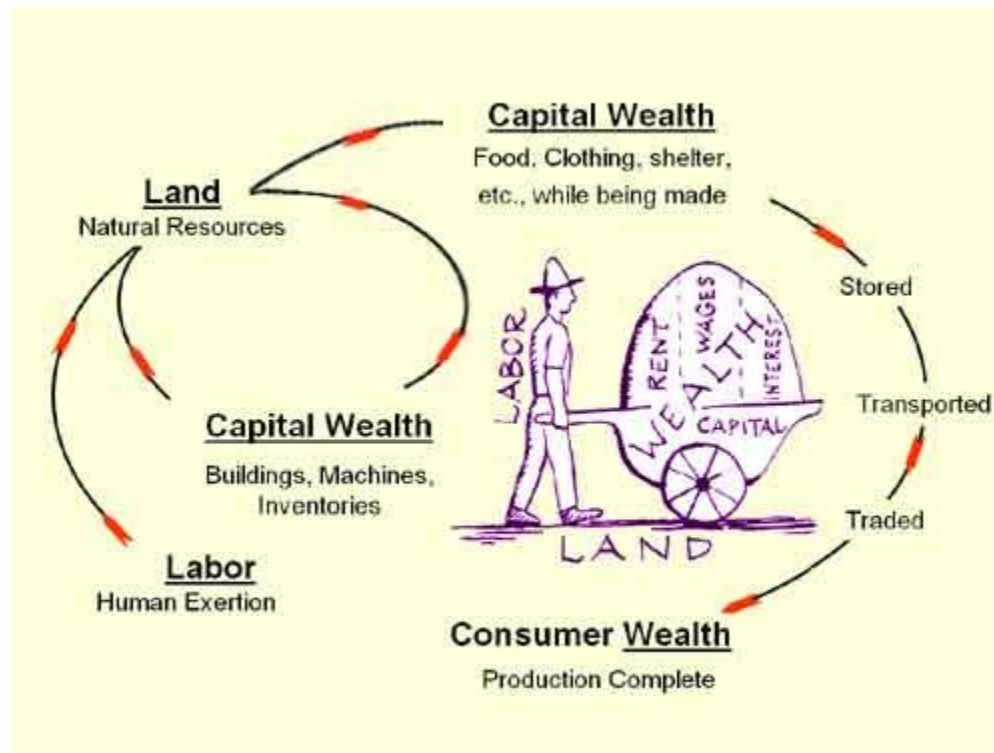 Capital Wealth
Food, Clothing, shelter,
etc., while being made
Land
Natural Resources
Stored
Transported
Traded
Capital Wealth
Buildings, Machines,
Inventories
LABOR
RENT
WAGES
INTEREST
WEALTH
CAPITAL
LAND
Labor
Human Exertion
Consumer Wealth
Production Complete